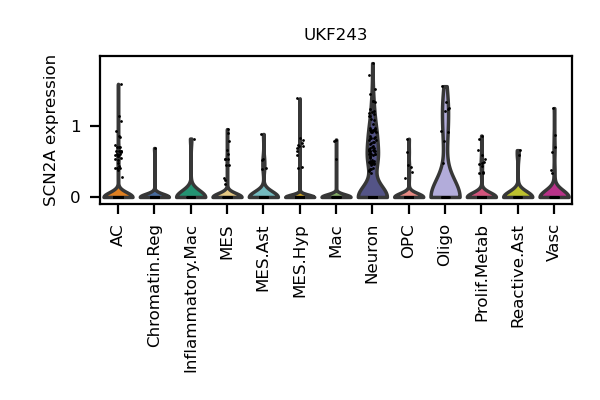 UKF243
SCN2A expression
1
0
AC
Chromatin.Reg
Inflammatory.Mac
MES
MES.Ast
MES.Hyp
Mac
Neuron
OPC
Oligo
Prolif.Metab
Reactive.Ast
Vasc